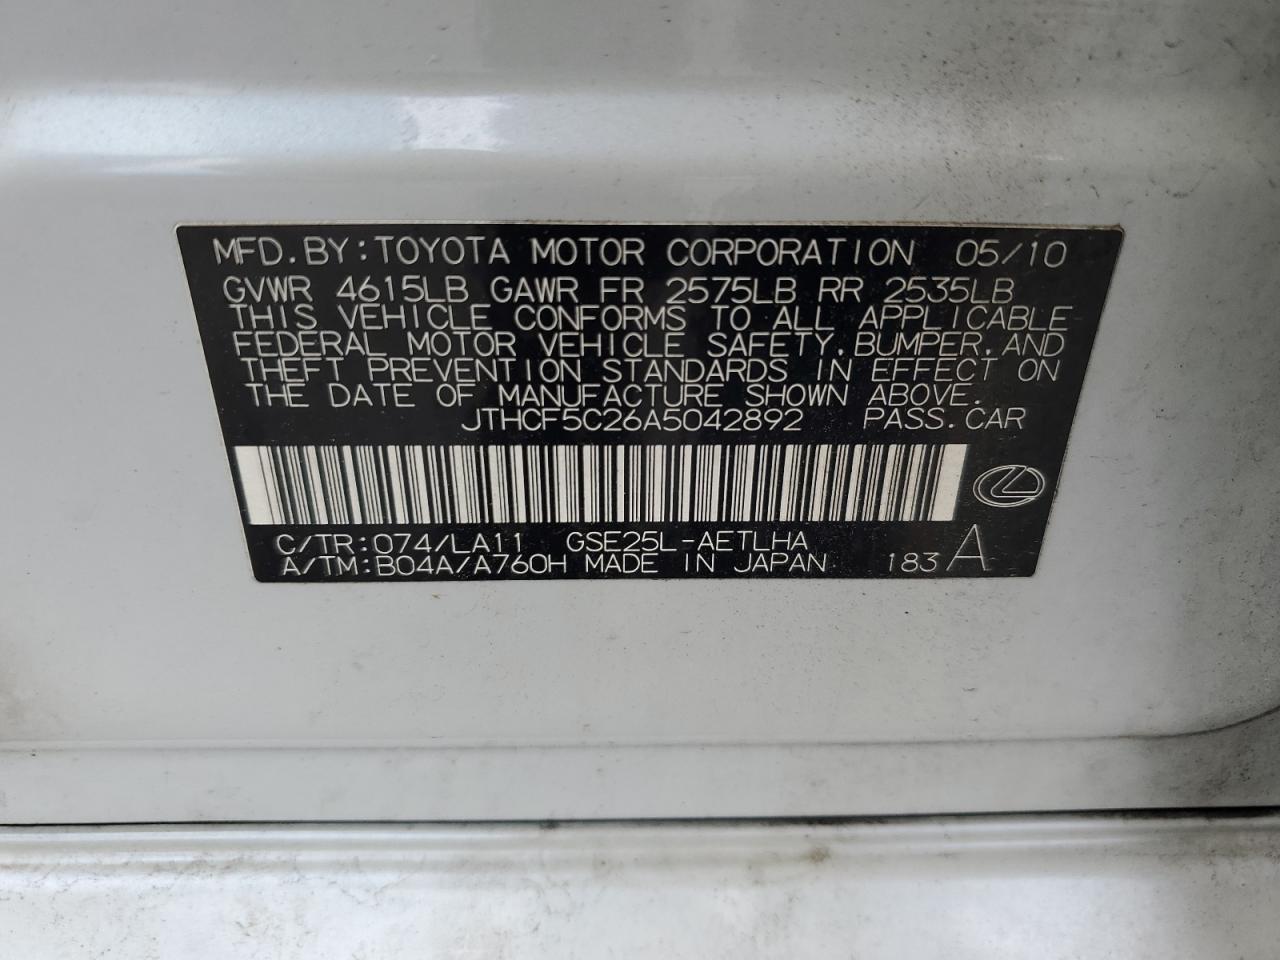 MFD. BY: TOYOTA MOTOR CORPORATION 05/10
GVWR 4615LB GAWR FR 2575LB RR 2535LB
THIS VEHICLE CONFORMS TO ALL APPLICABLE
FEDERAL MOTOR VEHICLE SAFETY, BUMPER, AND
THEFT PREVENTION STANDARDS IN EFFECT ON
THE DATE OF MANUFACTURE SHOWN ABOVE.
JTHCF5C26A5042892 PASS. CAR
C/TR: 074/LA11 GSE25L-AETLHA
A/TM: B04A/A760H MADE IN JAPAN 183 A